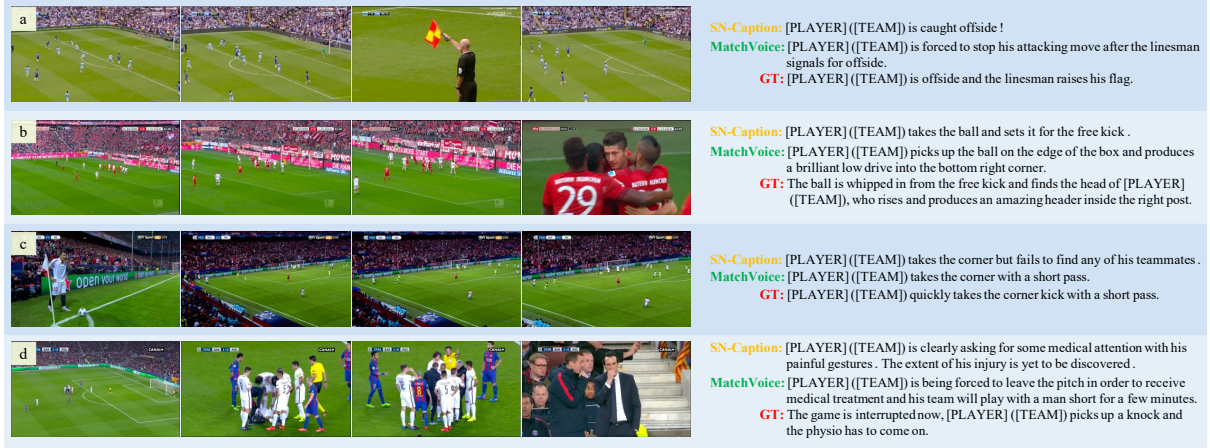 a
SN-Caption: [PLAYER] ([TEAM]) is caught offside !
MatchVoice: [PLAYER] ([TEAM]) is forced to stop his attacking move after the linesman
signals for offside.
GT: [PLAYER] ([TEAM]) is offside and the linesman raises his flag.
b
29
SN-Caption: [PLAYER] ([TEAM]) takes the ball and sets it for the free kick .
MatchVoice: [PLAYER] ([TEAM]) picks up the ball on the edge of the box and produces
a brilliant low drive into the bottom right corner.
GT: The ball is whipped in from the free kick and finds the head of [PLAYER]
([TEAM]), who rises and produces an amazing header inside the right post.
c
open your world
SN-Caption: [PLAYER] ([TEAM]) takes the corner but fails to find any of his teammates .
MatchVoice: [PLAYER] ([TEAM]) takes the corner with a short pass.
GT: [PLAYER] ([TEAM]) quickly takes the corner kick with a short pass.
d
CANAL+
CANAL+
CANAL+
CANAL+
SN-Caption: [PLAYER] ([TEAM]) is clearly asking for some medical attention with his
painful gestures . The extent of his injury is yet to be discovered .
MatchVoice: [PLAYER] ([TEAM]) is being forced to leave the pitch in order to receive
medical treatment and his team will play with a man short for a few minutes.
GT: The game is interrupted now, [PLAYER] ([TEAM]) picks up a knock and
the physio has to come on.